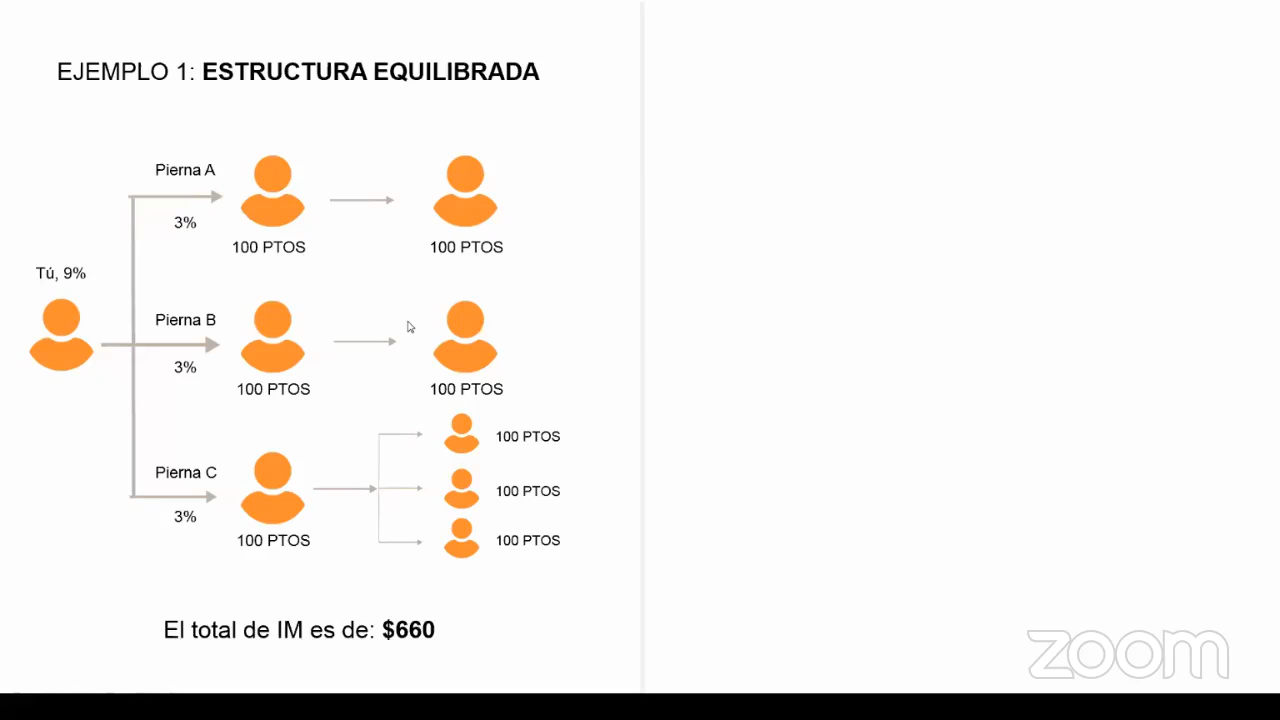 EJEMPLO 1: ESTRUCTURA EQUILIBRADA
Pierna A
3%
100 PTOS
100 PTOS
Tú, 9%
Pierna B
3%
100 PTOS
100 PTOS
Pierna C
3%
100 PTOS
100 PTOS
100 PTOS
100 PTOS
El total de IM es de: $660
zoom